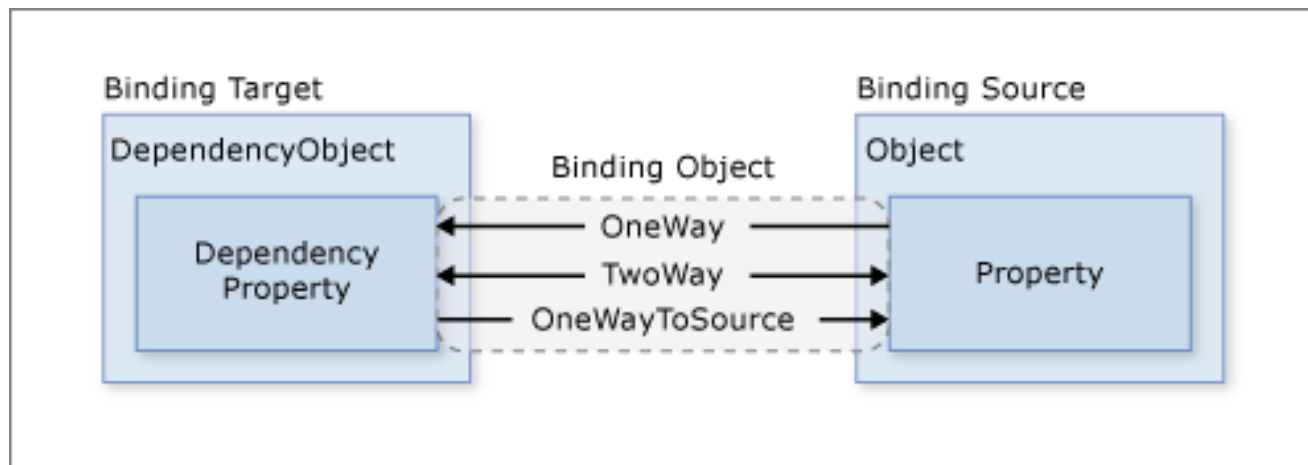 Binding Target
Binding Source
DependencyObject
Object
Binding Object
Dependency
Property
OneWay
TwoWay
OneWayToSource
Property